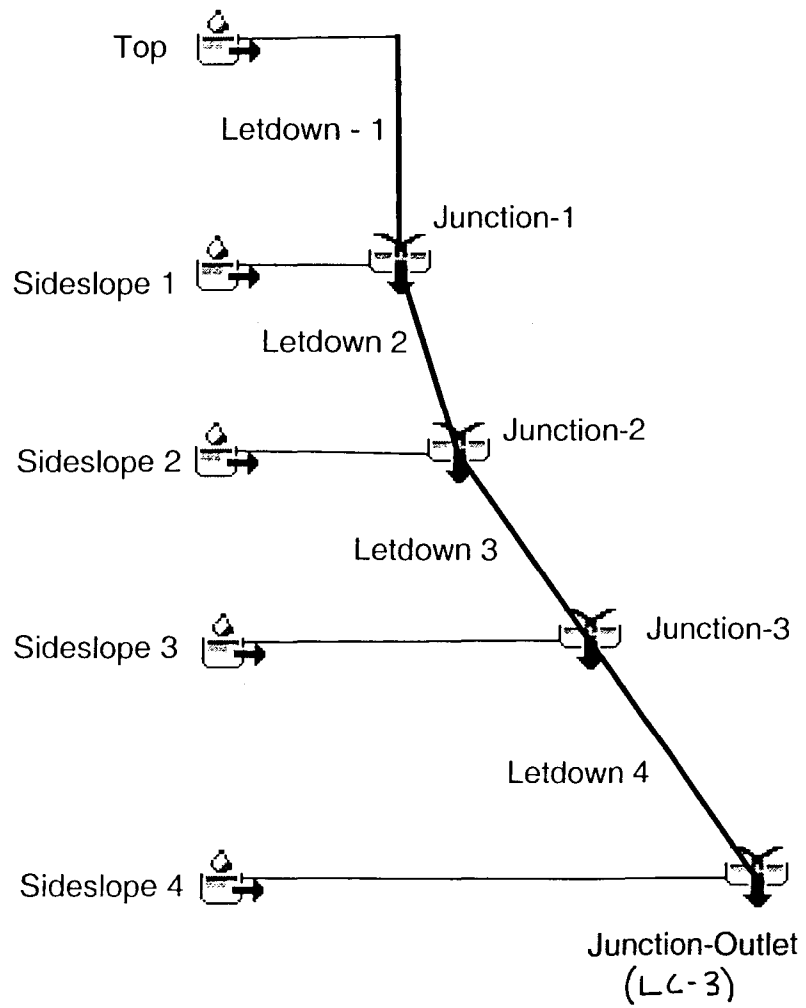 Top
Letdown - 1
Junction-1
Sideslope 1
Letdown 2
Junction-2
Sideslope 2
Letdown 3
Junction-3
Sideslope 3
Letdown 4
Sideslope 4
Junction-Outlet
(LC-3)